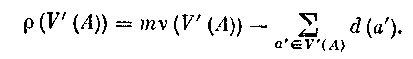 ρ (V′ (A)) = mν (V′ (A)) − ∑ d (a′).
a′∈V′(A)